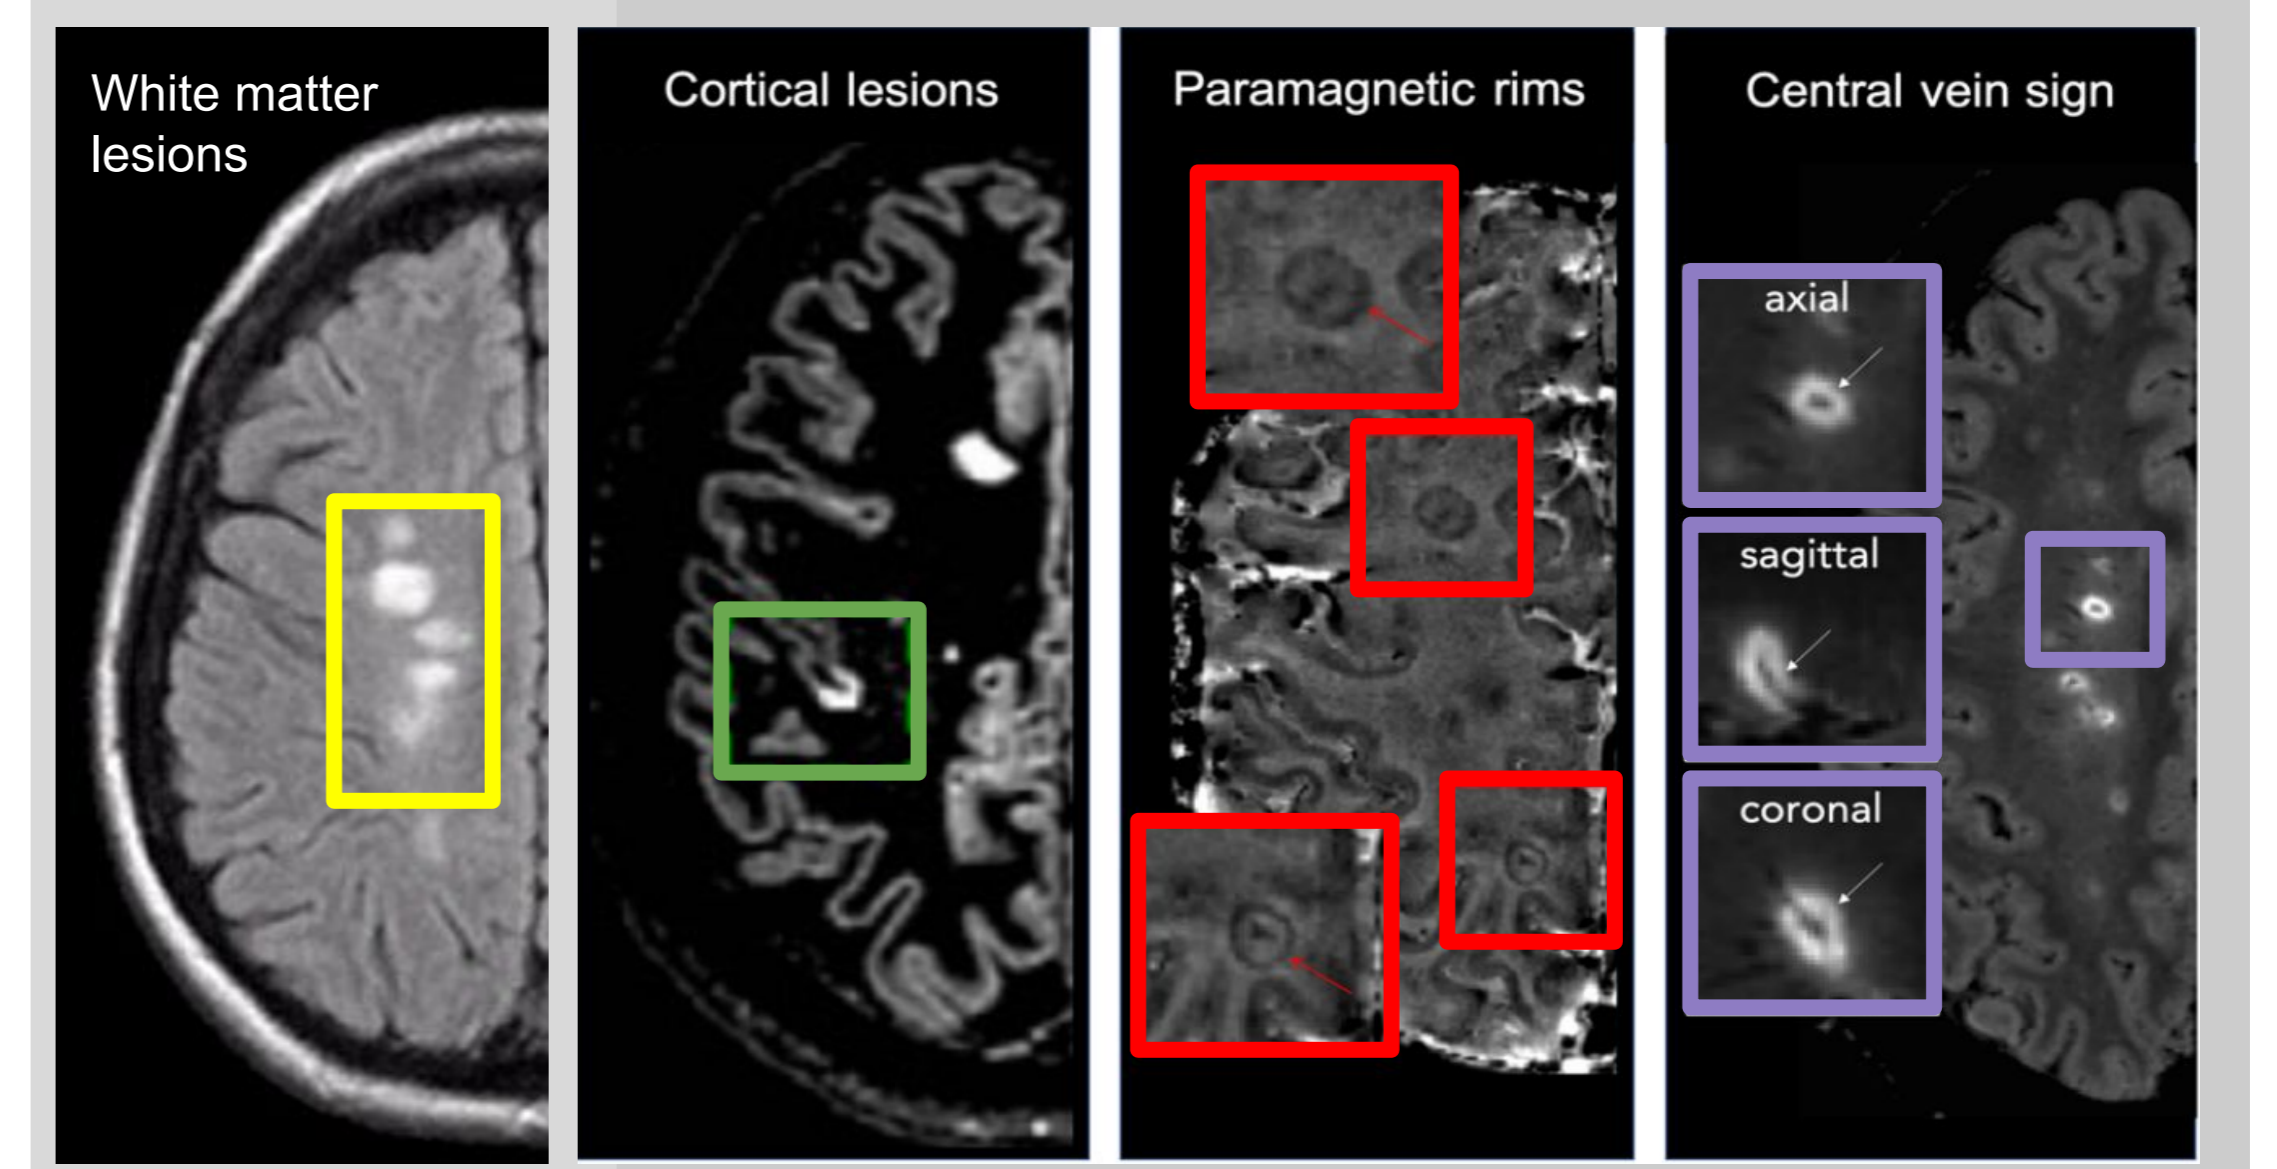 White matter
lesions
Cortical lesions
Paramagnetic rims
Central vein sign
axial
sagittal
coronal